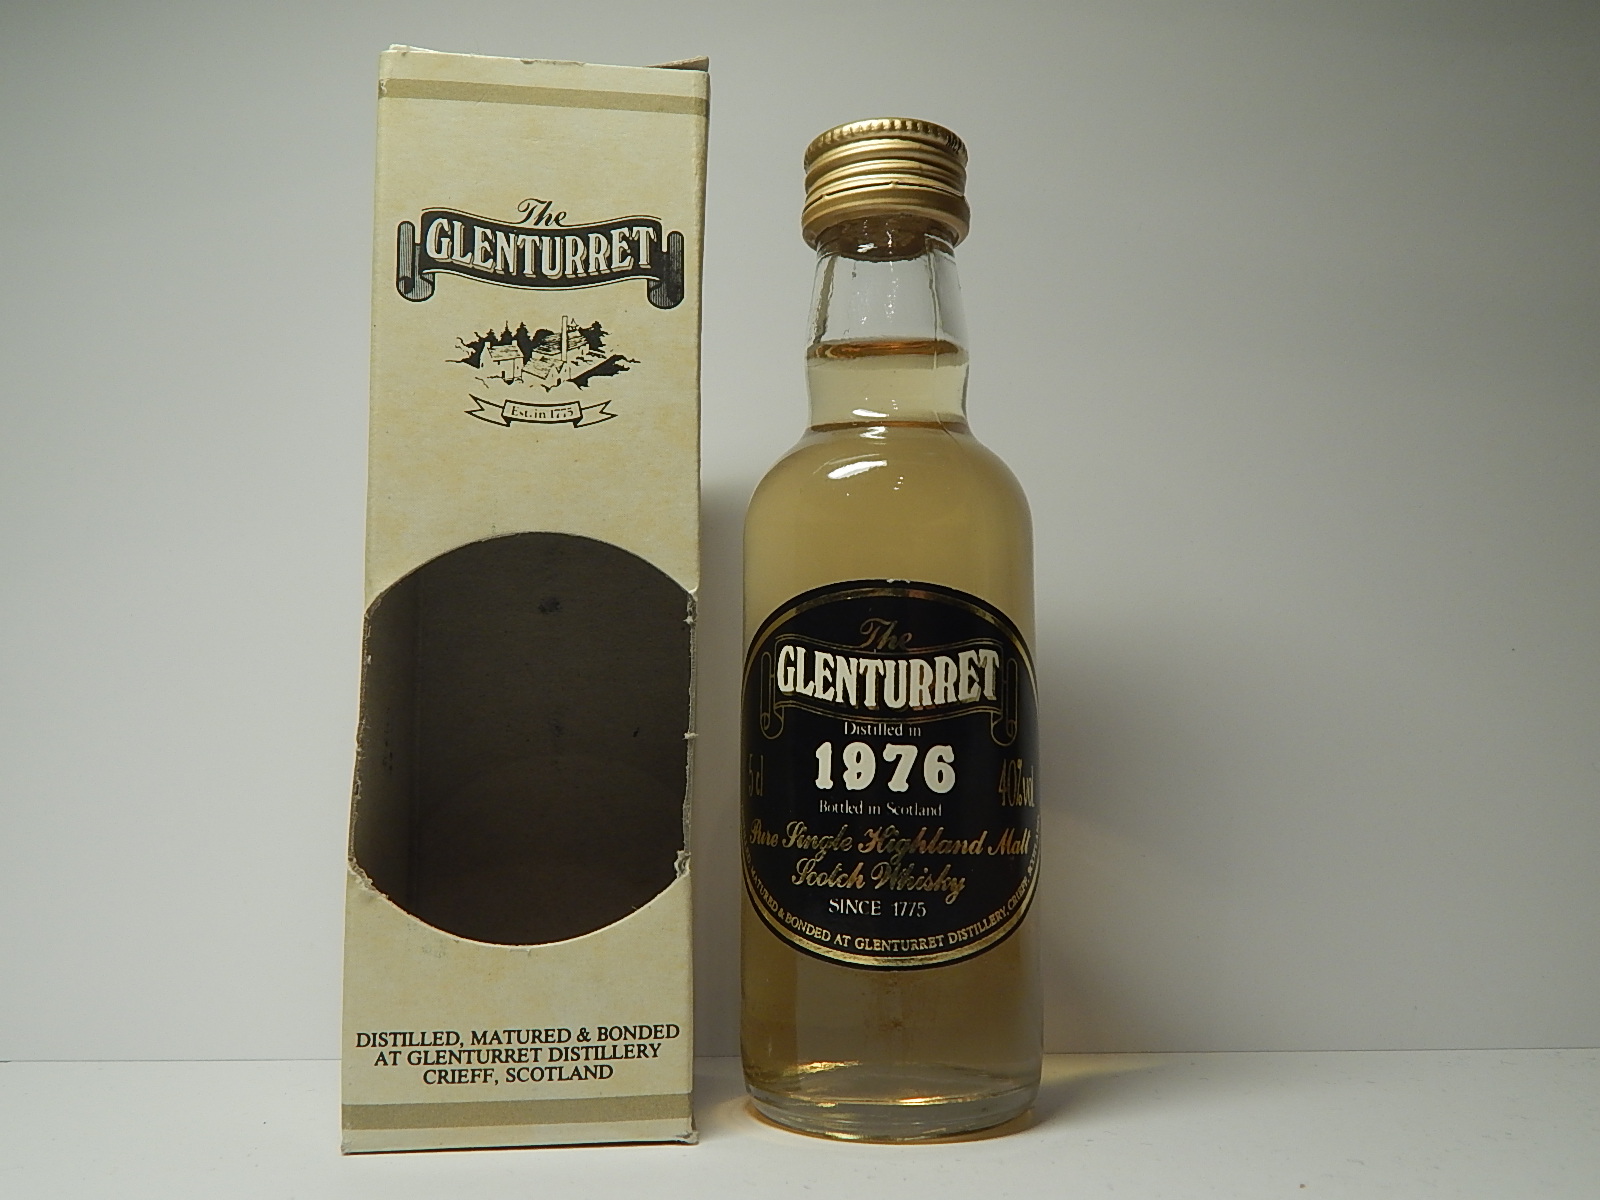 The
GLENTURRET
Est. in 1775
DISTILLED, MATURED & BONDED
AT GLENTURRET DISTILLERY
CRIEFF, SCOTLAND
The
GLENTURRET
Distilled in
1976
5 cl
40% vol
Bottled in Scotland
Pure Single Highland Malt
Scotch Whisky
SINCE 1775
MATURED & BONDED AT GLENTURRET DISTILLERY, CRIEFF,